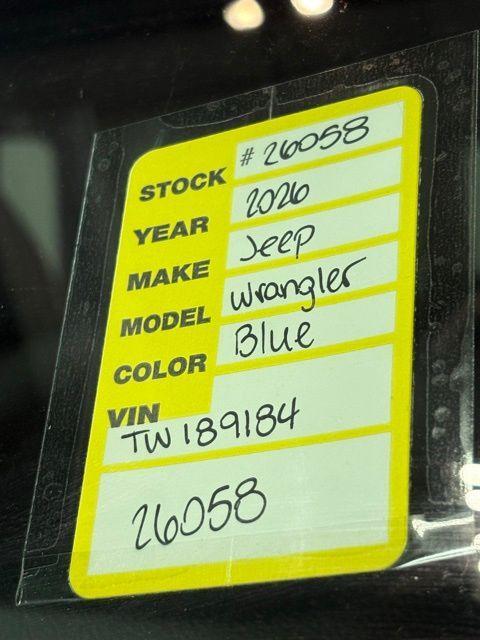 STOCK # 26058
YEAR 2026
MAKE Jeep
MODEL Wrangler
COLOR Blue
VIN
TW189184
26058